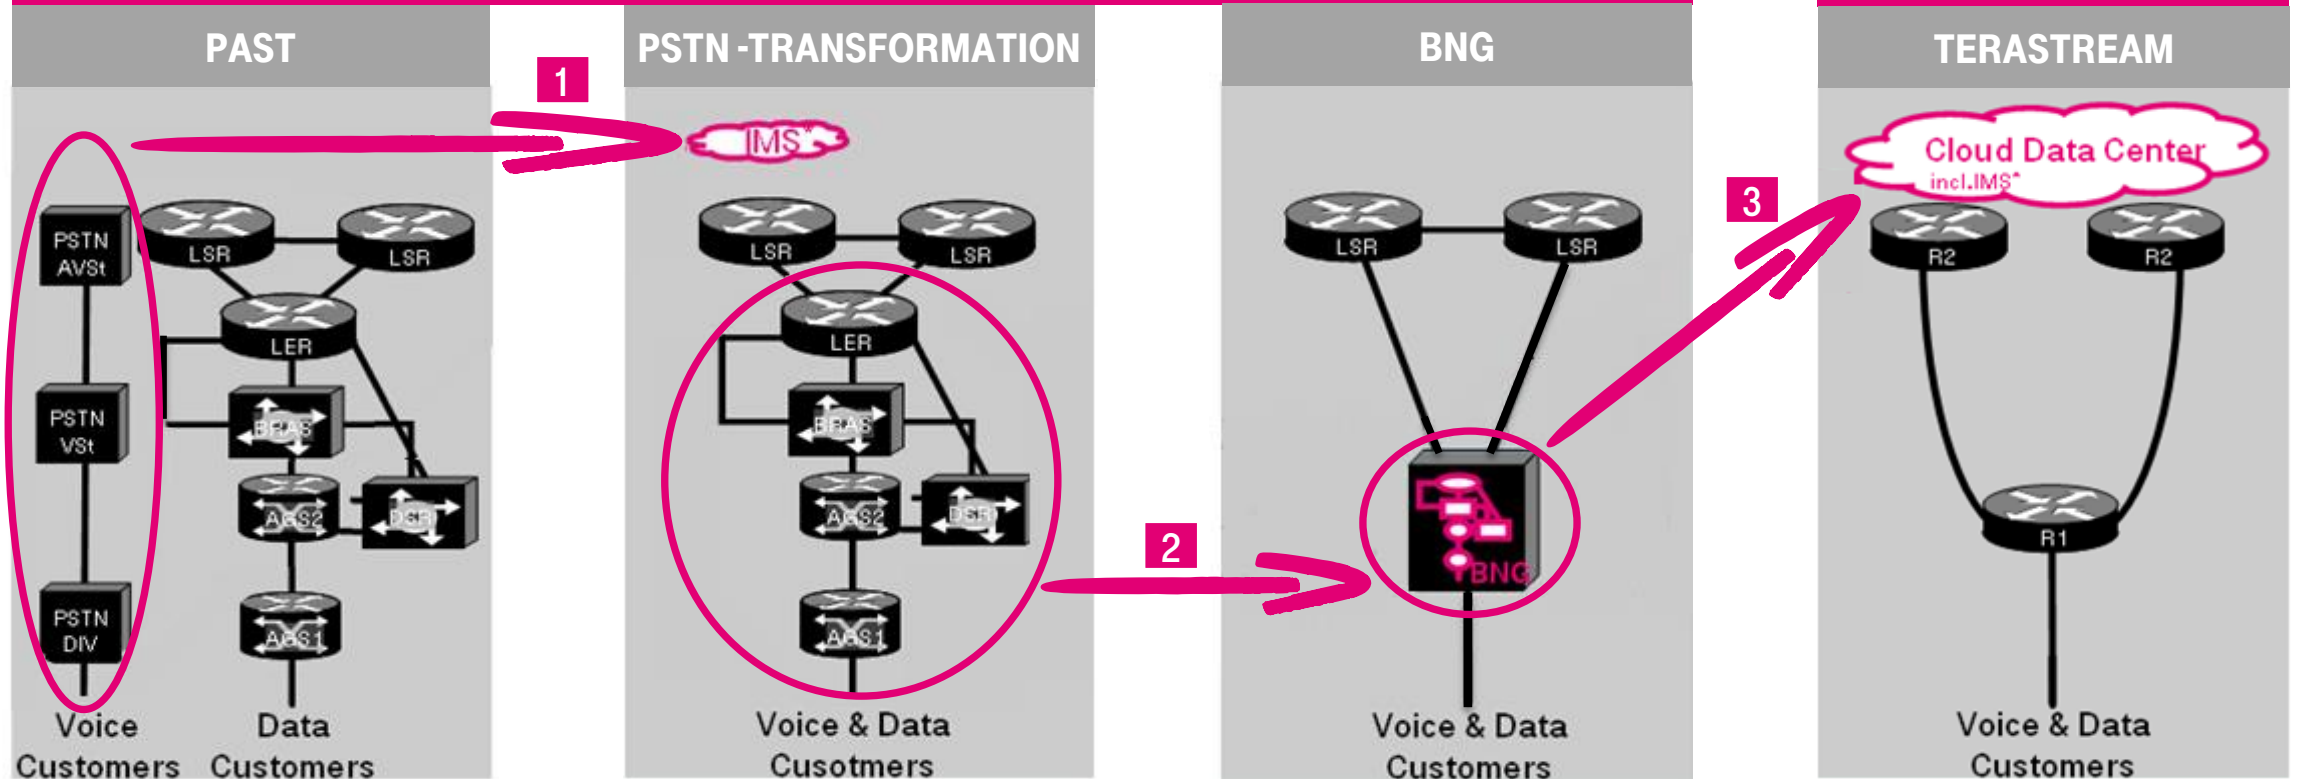 PAST
PSTN -TRANSFORMATION
BNG
TERASTREAM
1
2
3
PSTN
AVSt
PSTN
VSt
PSTN
DIV
LSR
LSR
LER
BRAS
AGS2
DSR
AGS1
Voice
Customers
Data
Customers
IMS*
LSR
LSR
LER
BRAS
AGS2
DSR
AGS1
Voice & Data
Cusotmers
LSR
LSR
BNG
Voice & Data
Customers
Cloud Data Center
incl.IMS*
R2
R2
R1
Voice & Data
Customers